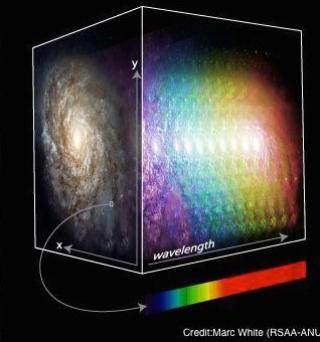 y
x
wavelength
Credit:Marc White (RSAA-ANU